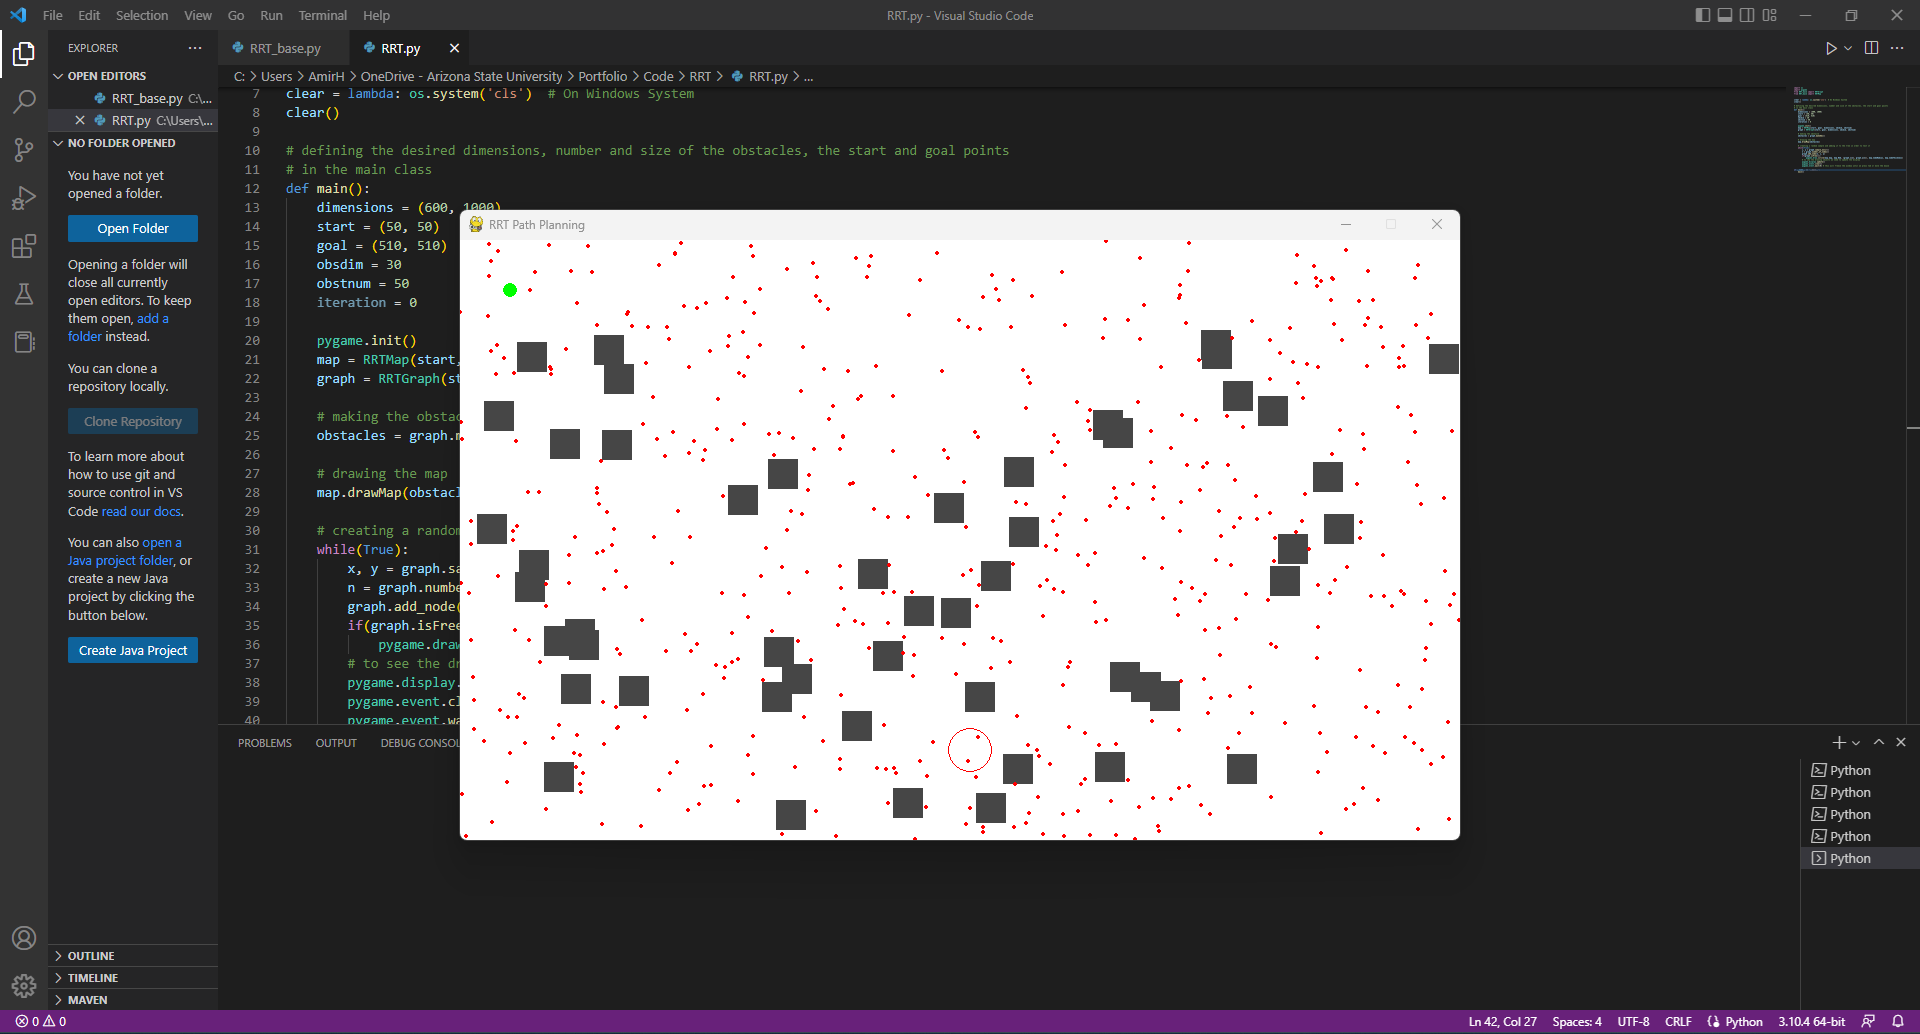 File Edit Selection View Go Run Terminal Help
RRT.py - Visual Studio Code
EXPLORER
OPEN EDITORS
RRT_base.py C:\...
RRT.py C:\Users\...
NO FOLDER OPENED
You have not yet
opened a folder.
Open Folder
Opening a folder will
close all currently
open editors. To keep
them open, add a
folder instead.
You can clone a
repository locally.
Clone Repository
To learn more about
how to use git and
source control in VS
Code read our docs.
You can also open a
Java project folder, or
create a new Java
project by clicking the
button below.
Create Java Project
OUTLINE
TIMELINE
MAVEN
RRT_base.py RRT.py
C: > Users > AmirH > OneDrive - Arizona State University > Portfolio > Code > RRT > RRT.py > ...
7 clear = lambda: os.system('cls') # On Windows System
8 clear()
9
10 # defining the desired dimensions, number and size of the obstacles, the start and goal points
11 # in the main class
12 def main():
13 dimensions = (600, 1000)
14 start = (50, 50)
15 goal = (510, 510)
16 obsdim = 30
17 obstnum = 50
18 iteration = 0
19
20 pygame.init()
21 map = RRTMap(start,
22 graph = RRTGraph(st
23
24 # making the obstac
25 obstacles = graph.m
26
27 # drawing the map
28 map.drawMap(obstacl
29
30 # creating a random
31 while(True):
32 x, y = graph.sa
33 n = graph.numbe
34 graph.add_node(
35 if(graph.isFree
36 pygame.draw
37 # to see the dr
38 pygame.display.
39 pygame.event.cl
40 pygame.event.wa
RRT Path Planning
PROBLEMS OUTPUT DEBUG CONSOL
Python
Python
Python
Python
Python
0 0
Ln 42, Col 27 Spaces: 4 UTF-8 CRLF Python 3.10.4 64-bit